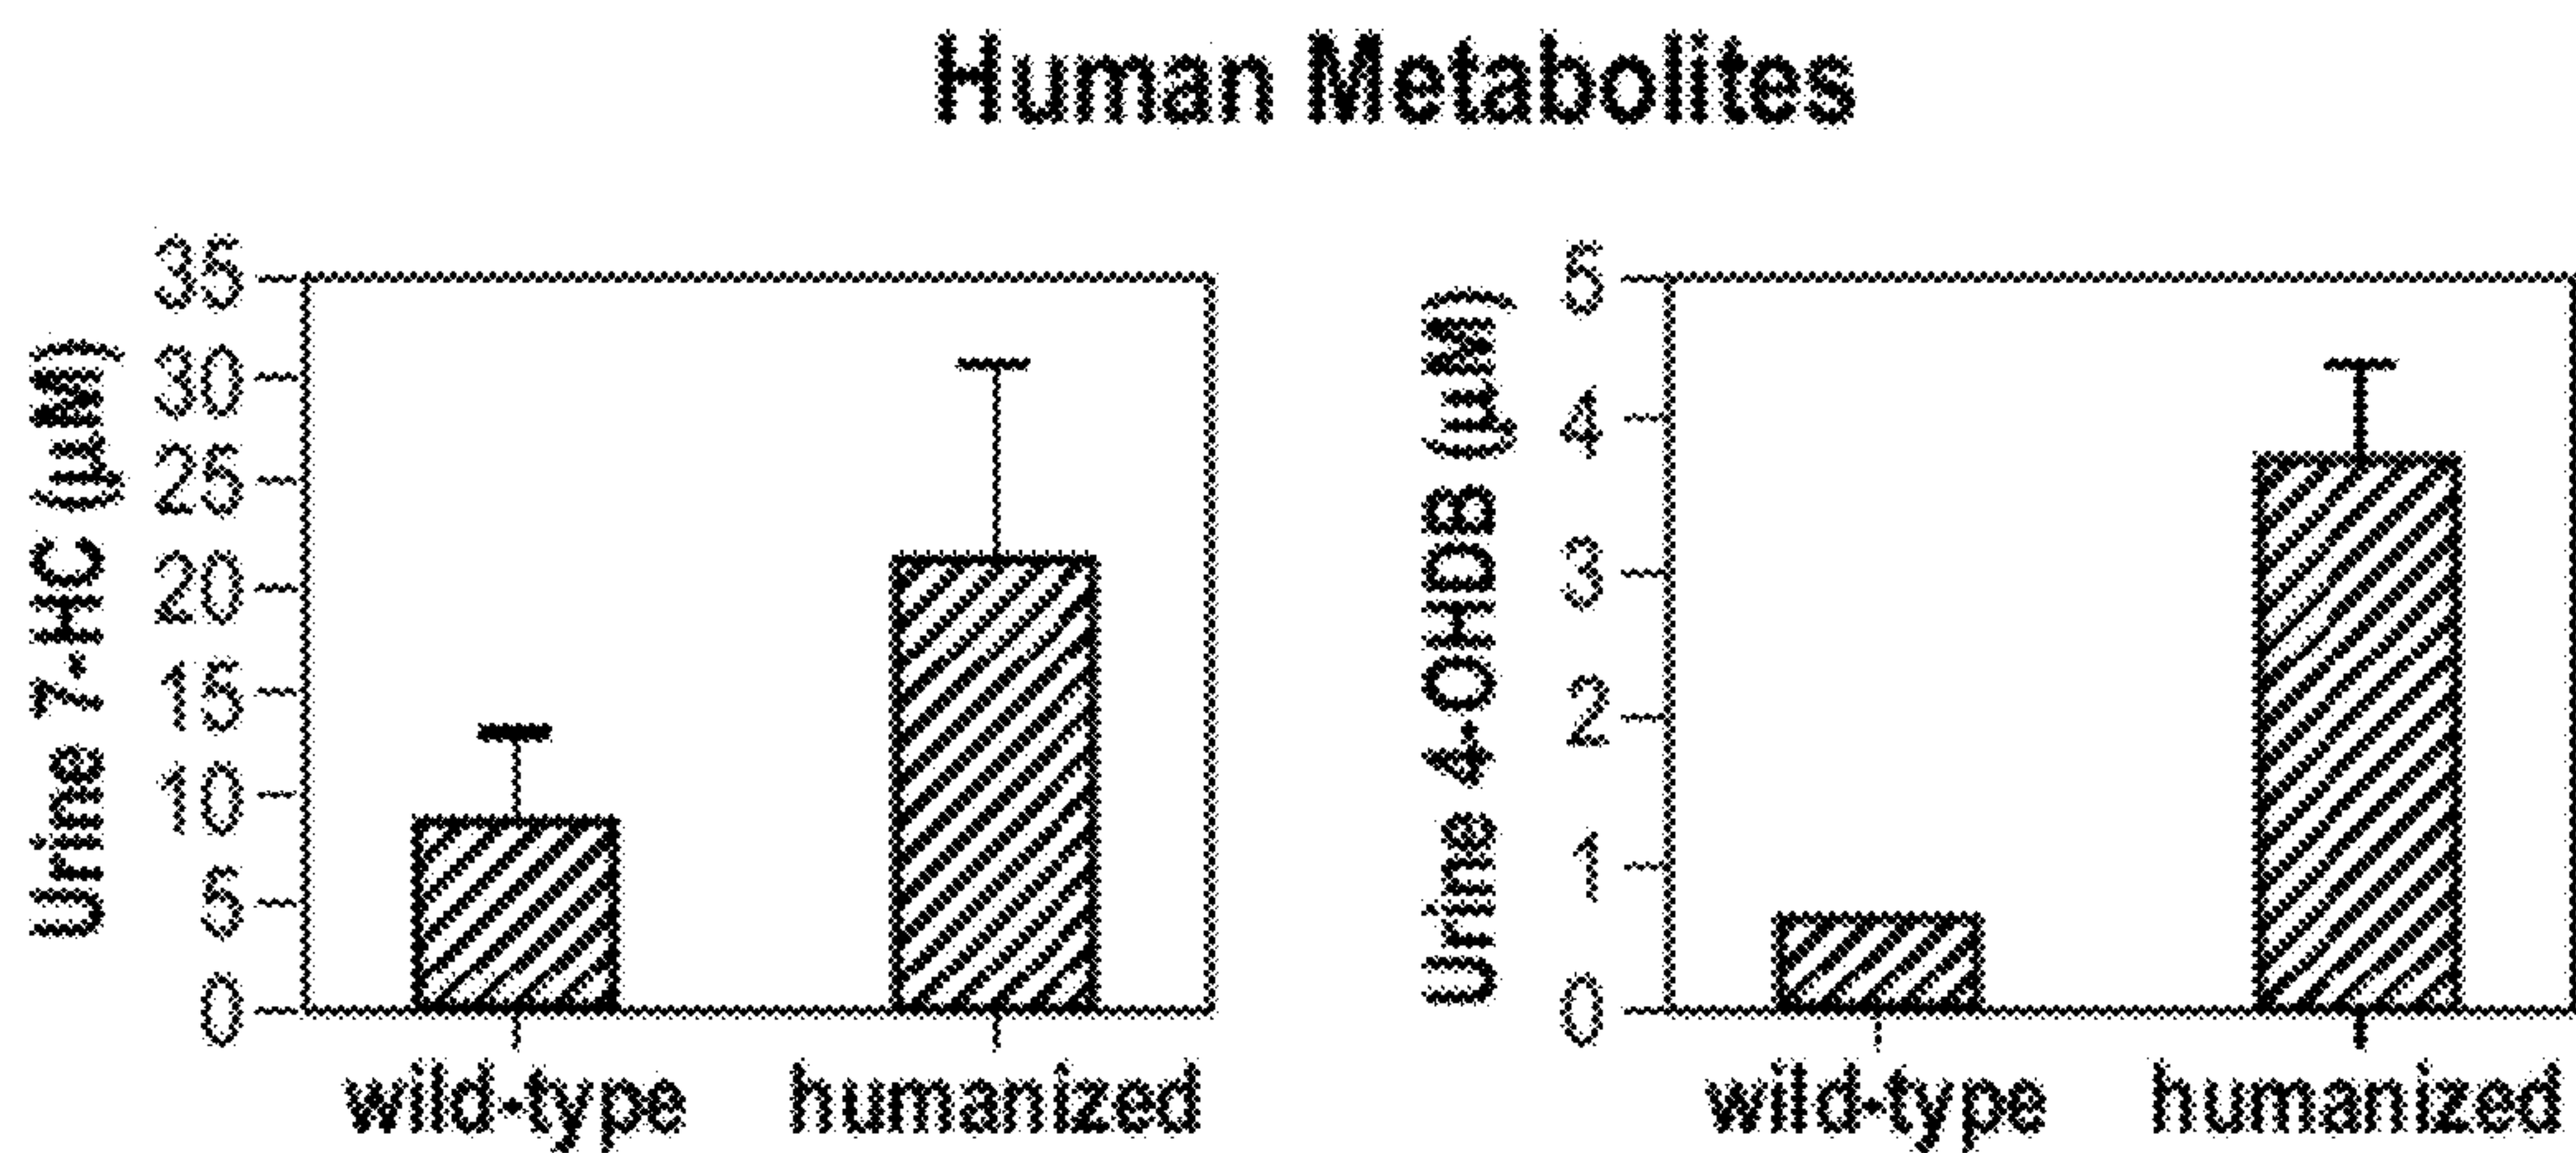 Human Metabolites
Urine 7-HC (µM)
35
30
25
20
15
10
5
0
wild-type humanized
Urine 4-OHDB (µM)
5
4
3
2
1
0
wild-type humanized